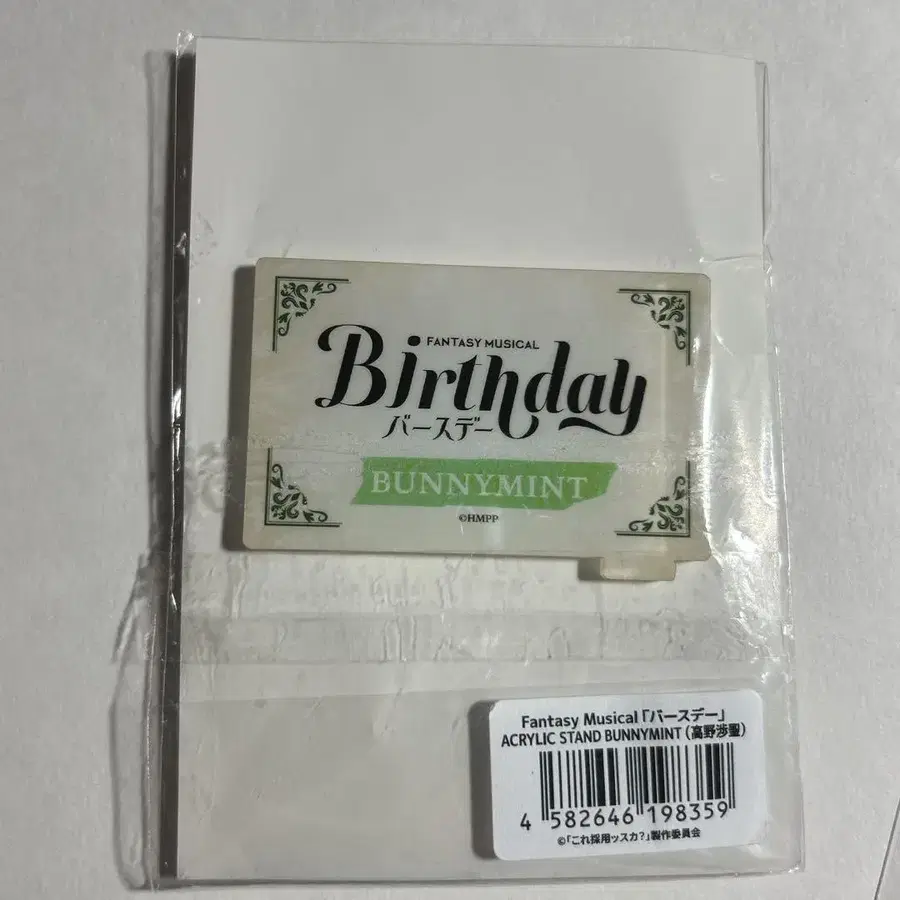 FANTASY MUSICAL
Birthday
バースデー
BUNNYMINT
©HMPP
Fantasy Musical「バースデー」
ACRYLIC STAND BUNNYMINT（高野渉聖）
4 582646 198359
©「これ採用ッスカ？」製作委員会